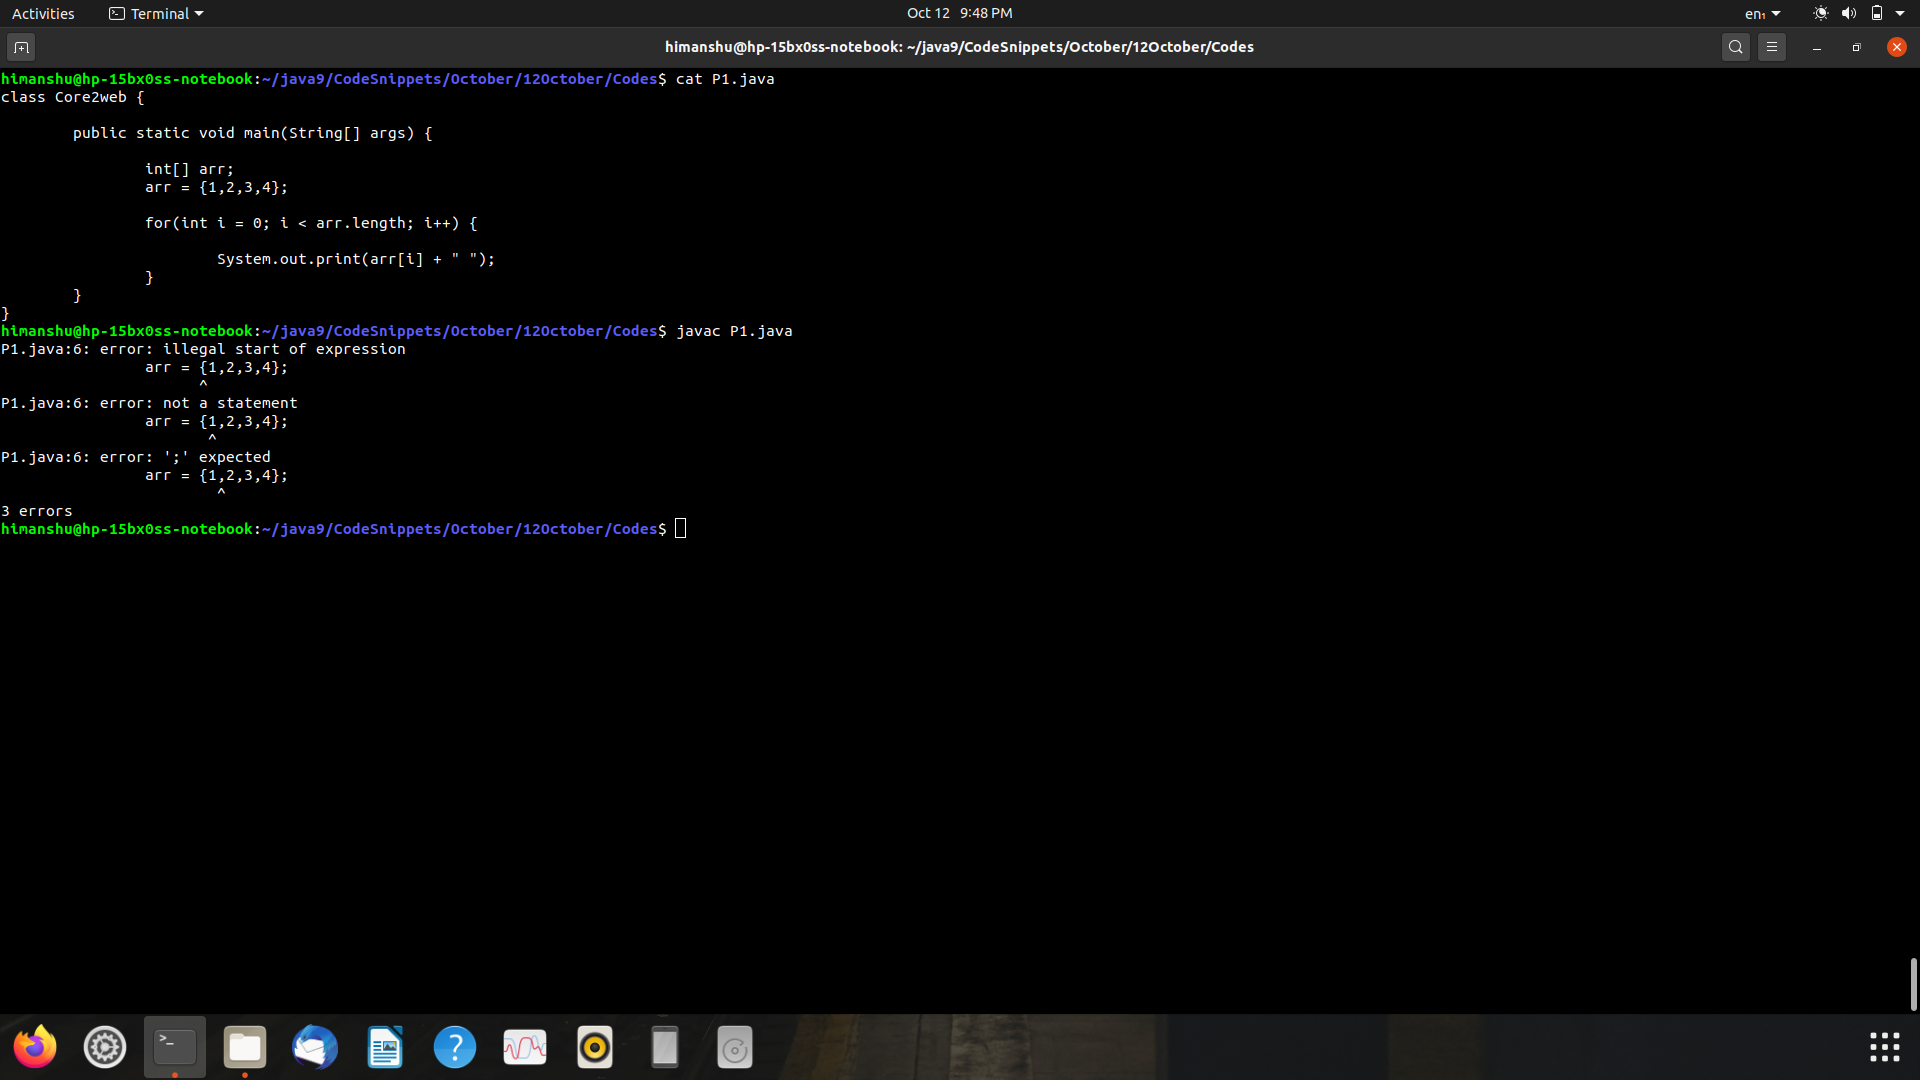 Activities Terminal Oct 12 9:48 PM en₁
himanshu@hp-15bx0ss-notebook: ~/java9/CodeSnippets/October/12October/Codes
himanshu@hp-15bx0ss-notebook:~/java9/CodeSnippets/October/12October/Codes$ cat P1.java
class Core2web {
public static void main(String[] args) {
int[] arr;
arr = {1,2,3,4};
for(int i = 0; i < arr.length; i++) {
System.out.print(arr[i] + " ");
}
}
}
himanshu@hp-15bx0ss-notebook:~/java9/CodeSnippets/October/12October/Codes$ javac P1.java
P1.java:6: error: illegal start of expression
arr = {1,2,3,4};
^
P1.java:6: error: not a statement
arr = {1,2,3,4};
^
P1.java:6: error: ';' expected
arr = {1,2,3,4};
^
3 errors
himanshu@hp-15bx0ss-notebook:~/java9/CodeSnippets/October/12October/Codes$